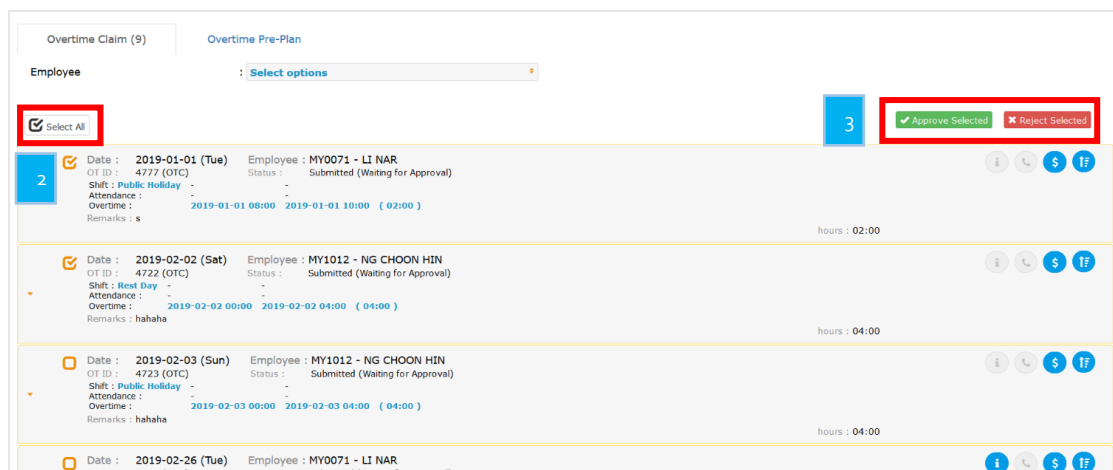 Overtime Claim (9) Overtime Pre-Plan
Employee : Select options
Select All 3 Approve Selected Reject Selected
2
Date : 2019-01-01 (Tue) Employee : MY0071 - LI NAR
OT ID : 4777 (OTC) Status : Submitted (Waiting for Approval)
Shift : Public Holiday - -
Attendance : - -
Overtime : 2019-01-01 08:00 2019-01-01 10:00 ( 02:00 )
Remarks : s
hours : 02:00
Date : 2019-02-02 (Sat) Employee : MY1012 - NG CHOON HIN
OT ID : 4722 (OTC) Status : Submitted (Waiting for Approval)
Shift : Rest Day - -
Attendance : - -
Overtime : 2019-02-02 00:00 2019-02-02 04:00 ( 04:00 )
Remarks : hahaha
hours : 04:00
Date : 2019-02-03 (Sun) Employee : MY1012 - NG CHOON HIN
OT ID : 4723 (OTC) Status : Submitted (Waiting for Approval)
Shift : Public Holiday - -
Attendance : - -
Overtime : 2019-02-03 00:00 2019-02-03 04:00 ( 04:00 )
Remarks : hahaha
hours : 04:00
Date : 2019-02-26 (Tue) Employee : MY0071 - LI NAR